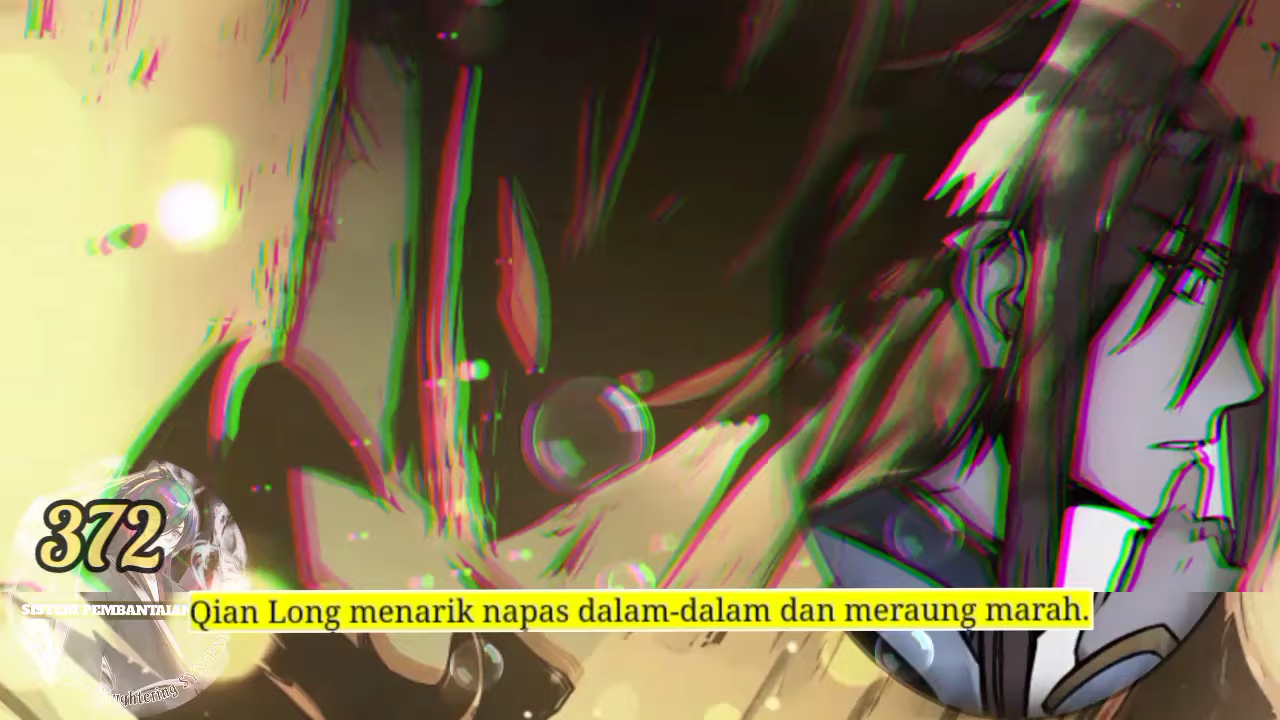 372
SISTEM PEMBANTAIAN
Qian Long menarik napas dalam-dalam dan meraung marah.